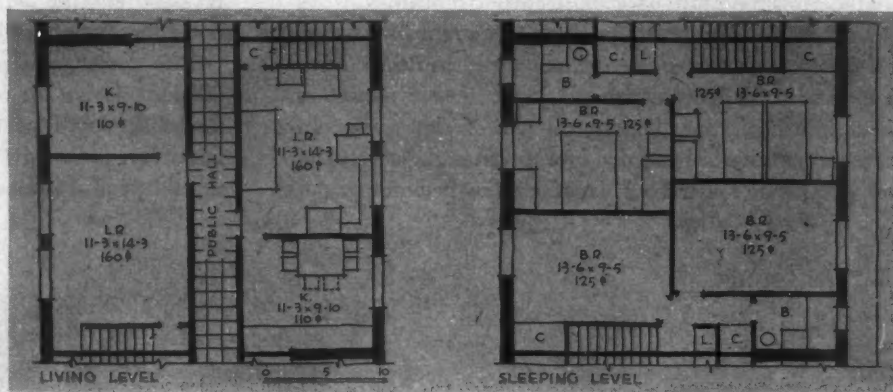 K.
11-3 x 9-10
110 ¢
L.R.
11-3 x 14-3
160 ¢
PUBLIC HALL
C
L.R.
11-3 x 14-3
160 ¢
K.
11-3 x 9-10
110 ¢
LIVING LEVEL
0 5 10
B.
C.
L
C.
B.R.
13-6 x 9-5
125 ¢
B.R.
13-6 x 9-5
125 ¢
B.R.
13-6 x 9-5
125 ¢
B.R.
13-6 x 9-5
125 ¢
C
L
C
B.
SLEEPING LEVEL